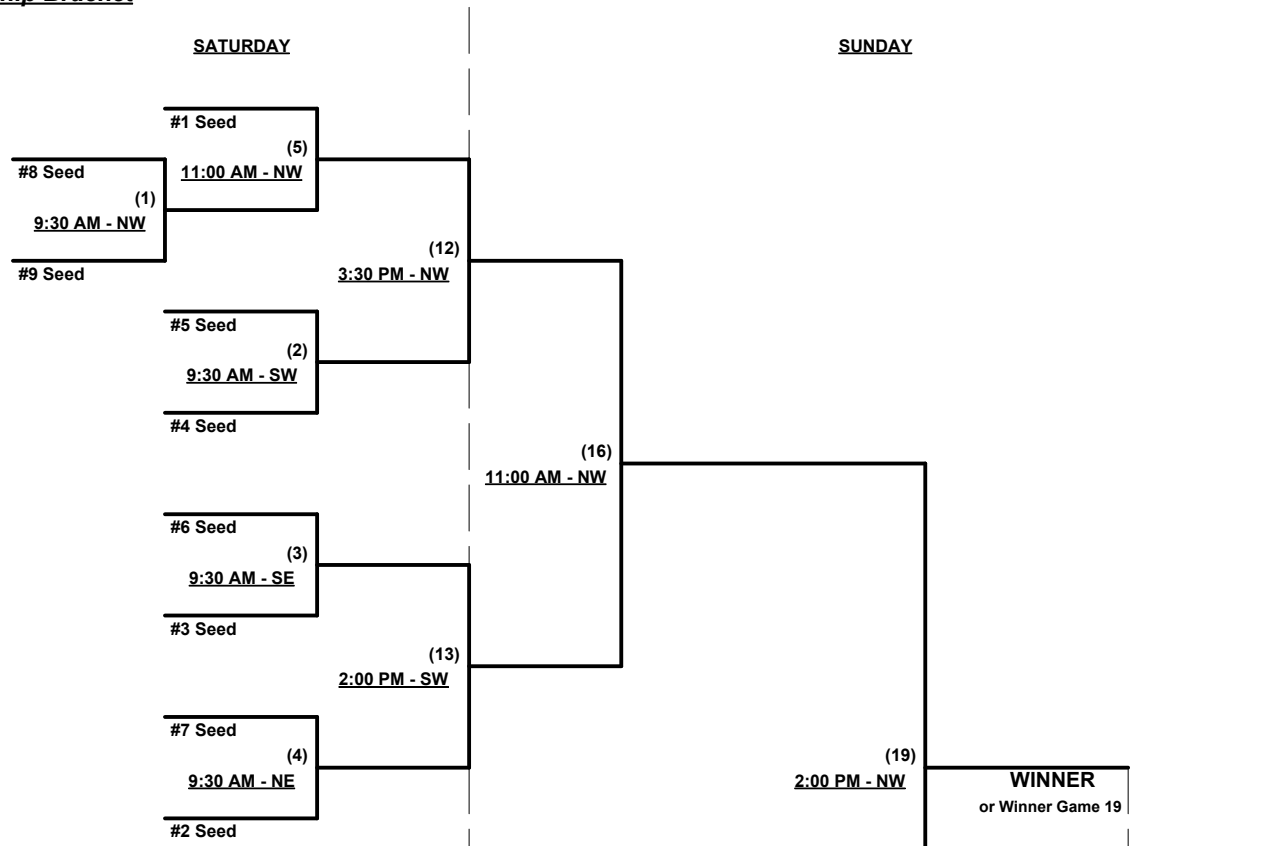 SATURDAY
SUNDAY
#1 Seed
(5)
11:00 AM - NW
#8 Seed
(1)
9:30 AM - NW
#9 Seed
(12)
3:30 PM - NW
#5 Seed
(2)
9:30 AM - SW
#4 Seed
(16)
11:00 AM - NW
#6 Seed
(3)
9:30 AM - SE
#3 Seed
(13)
2:00 PM - SW
#7 Seed
(4)
9:30 AM - NE
#2 Seed
(19)
2:00 PM - NW
WINNER
or Winner Game 19